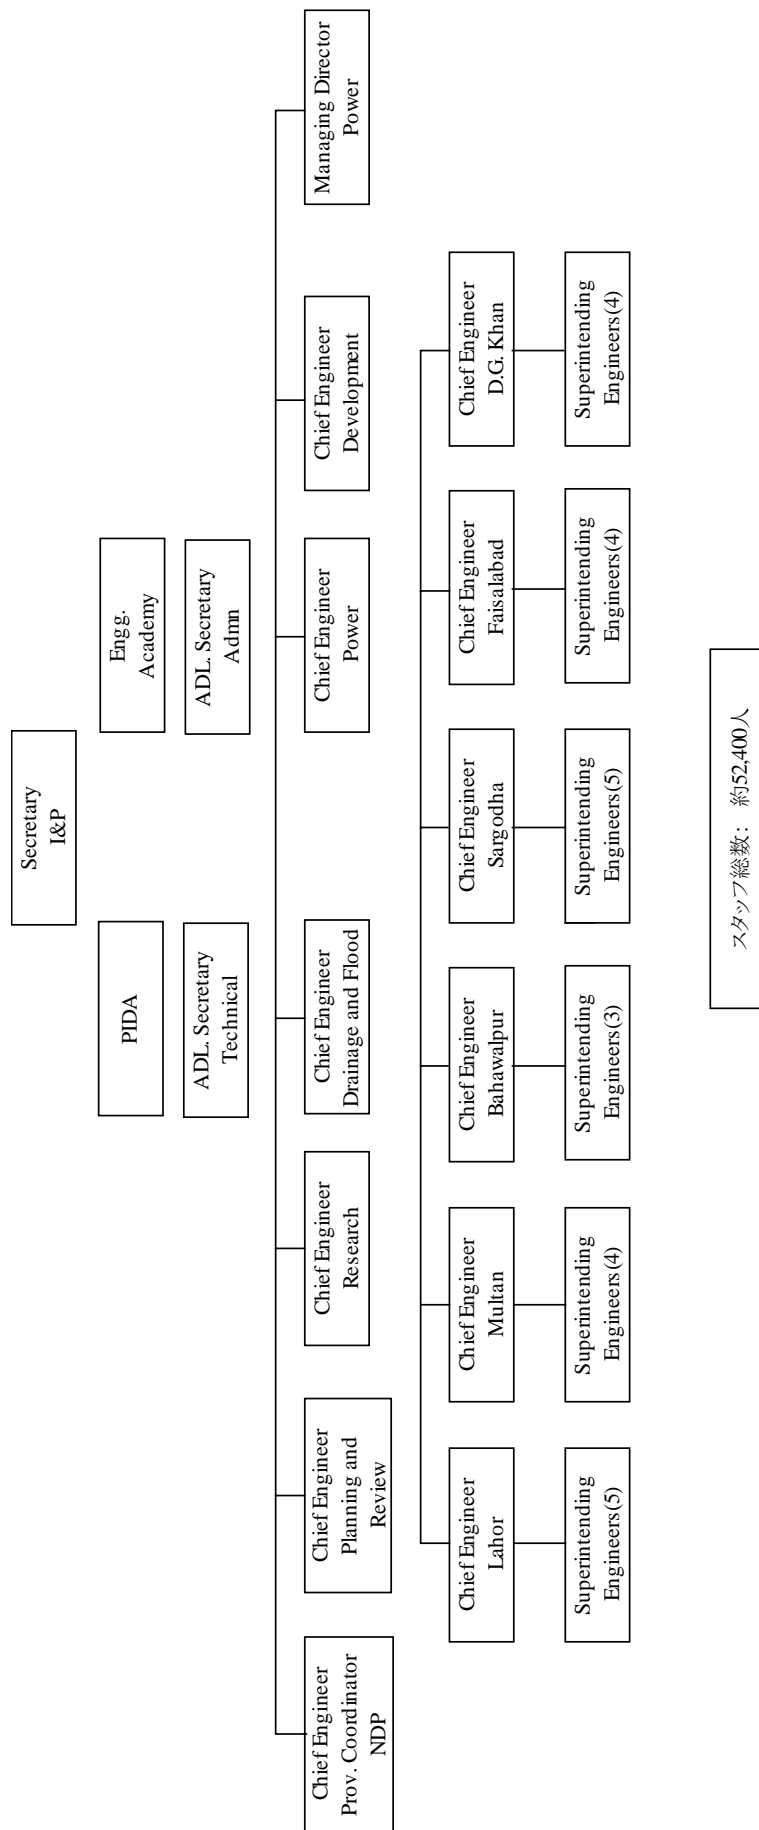 Secretary
I&P
PIDA
Engg.
Academy
ADL. Secretary
Technical
ADL. Secretary
Admn
Chief Engineer
Prov. Coordinator
NDP
Chief Engineer
Planning and
Review
Chief Engineer
Research
Chief Engineer
Drainage and Flood
Chief Engineer
Power
Chief Engineer
Development
Managing Director
Power
Chief Engineer
Lahor
Chief Engineer
Multan
Chief Engineer
Bahawalpur
Chief Engineer
Sargodha
Chief Engineer
Faisalabad
Chief Engineer
D.G. Khan
Superintending
Engineers(5)
Superintending
Engineers(4)
Superintending
Engineers(3)
Superintending
Engineers(5)
Superintending
Engineers(4)
Superintending
Engineers(4)
スタッフ総数： 約52,400人